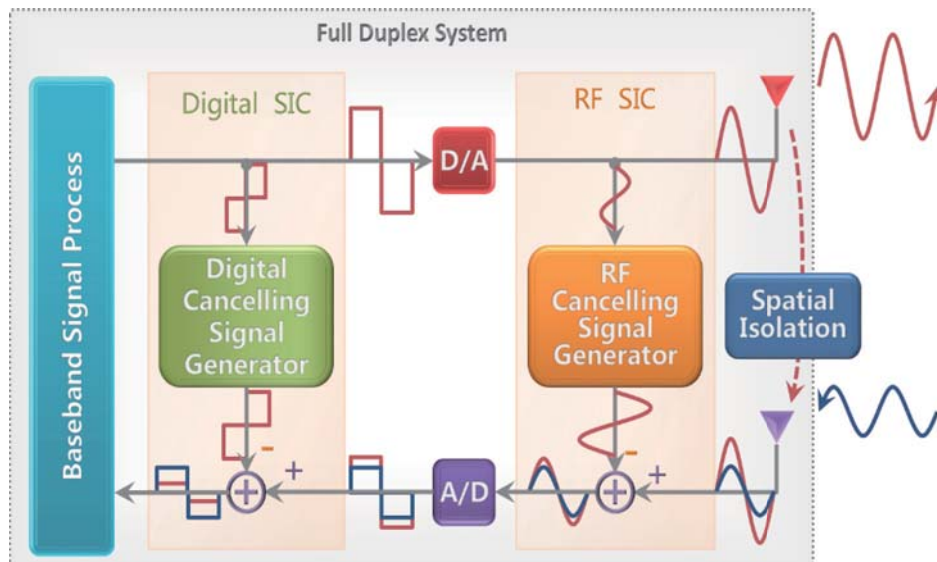 Full Duplex System
Baseband Signal Process
Digital SIC
RF SIC
D/A
Digital
Cancelling
Signal
Generator
RF
Cancelling
Signal
Generator
Spatial
Isolation
-
+
+
A/D
-
+
+